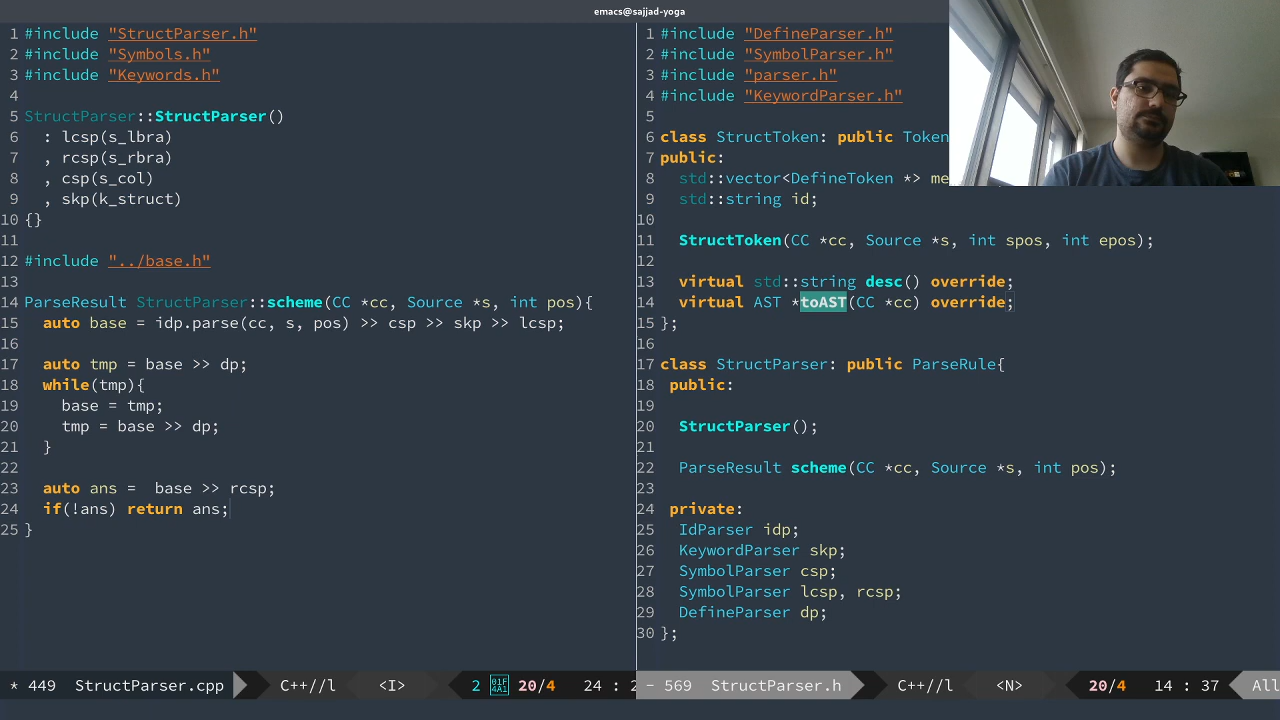 emacs@sajjad-yoga
1 #include "StructParser.h"
2 #include "Symbols.h"
3 #include "Keywords.h"
4
5 StructParser::StructParser()
6   : lcsp(s_lbra)
7   , rcsp(s_rbra)
8   , csp(s_col)
9   , skp(k_struct)
10 {}
11
12 #include "../base.h"
13
14 ParseResult StructParser::scheme(CC *cc, Source *s, int pos){
15   auto base = idp.parse(cc, s, pos) >> csp >> skp >> lcsp;
16
17   auto tmp = base >> dp;
18   while(tmp){
19     base = tmp;
20     tmp = base >> dp;
21   }
22
23   auto ans =  base >> rcsp;
24   if(!ans) return ans;
25 }
* 449 StructParser.cpp C++//l <I> 2 20/4 24 :
1 #include "DefineParser.h"
2 #include "SymbolParser.h"
3 #include "parser.h"
4 #include "KeywordParser.h"
5
6 class StructToken: public Token
7 public:
8   std::vector<DefineToken *> me
9   std::string id;
10
11   StructToken(CC *cc, Source *s, int spos, int epos);
12
13   virtual std::string desc() override;
14   virtual AST *toAST(CC *cc) override;
15 };
16
17 class StructParser: public ParseRule{
18  public:
19
20   StructParser();
21
22   ParseResult scheme(CC *cc, Source *s, int pos);
23
24  private:
25   IdParser idp;
26   KeywordParser skp;
27   SymbolParser csp;
28   SymbolParser lcsp, rcsp;
29   DefineParser dp;
30 };
- 569 StructParser.h C++//l <N> 20/4 14 : 37 All